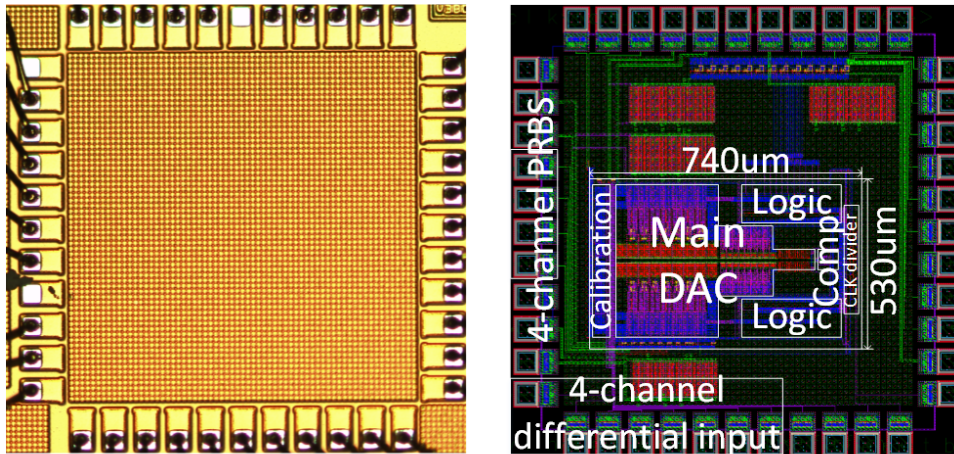 4-channel PRBS
740um
Logic
Calibration
Main
DAC
Comp
CLK divider
530um
Logic
4-channel
differential input